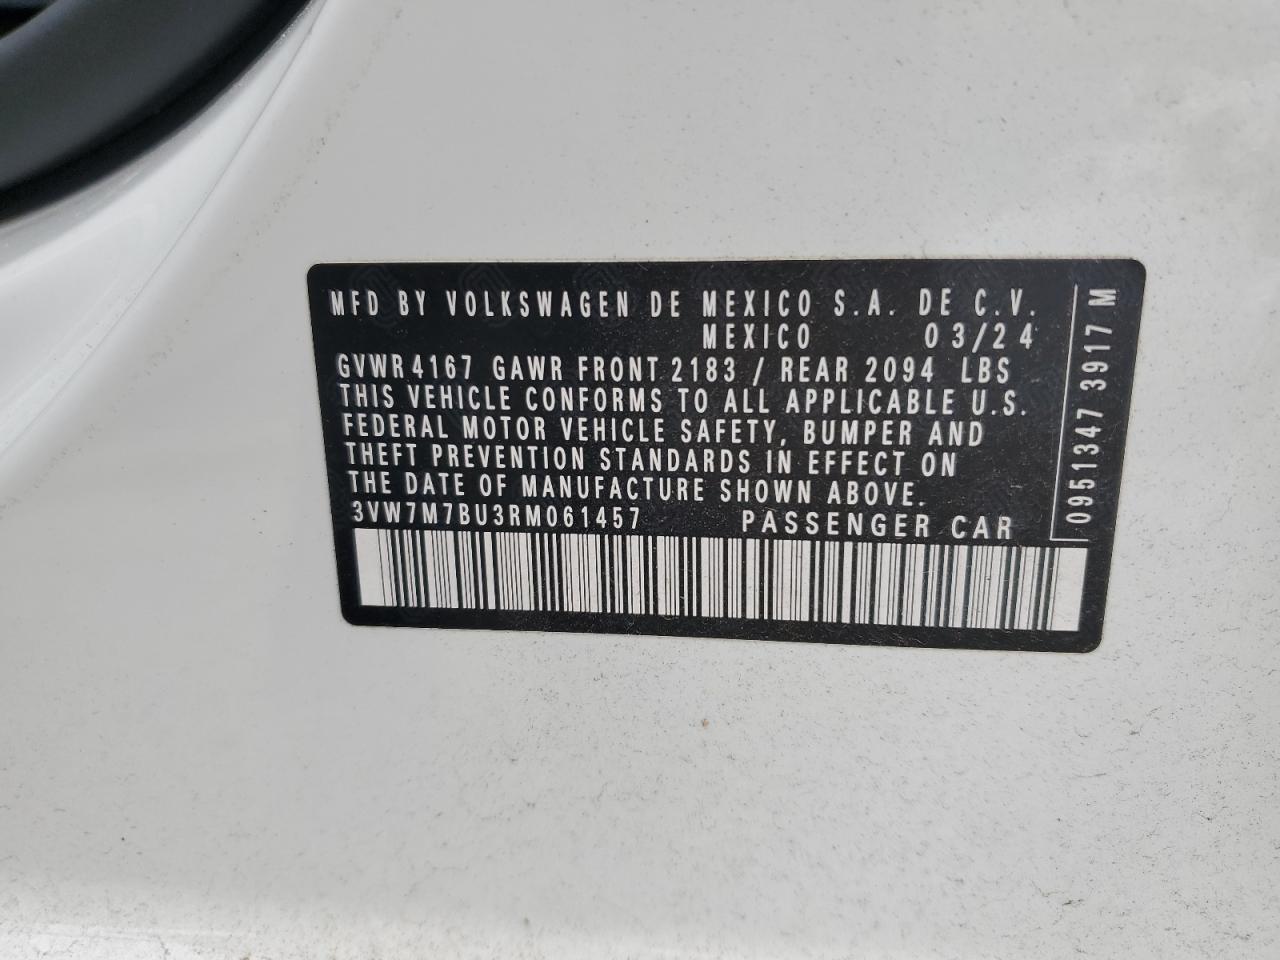 MFD BY VOLKSWAGEN DE MEXICO S.A. DE C.V.
MEXICO 03/24
GVWR 4167 GAWR FRONT 2183 / REAR 2094 LBS
THIS VEHICLE CONFORMS TO ALL APPLICABLE U.S.
FEDERAL MOTOR VEHICLE SAFETY, BUMPER AND
THEFT PREVENTION STANDARDS IN EFFECT ON
THE DATE OF MANUFACTURE SHOWN ABOVE.
3VW7M7BU3RM061457 PASSENGER CAR
0951347 3917 M